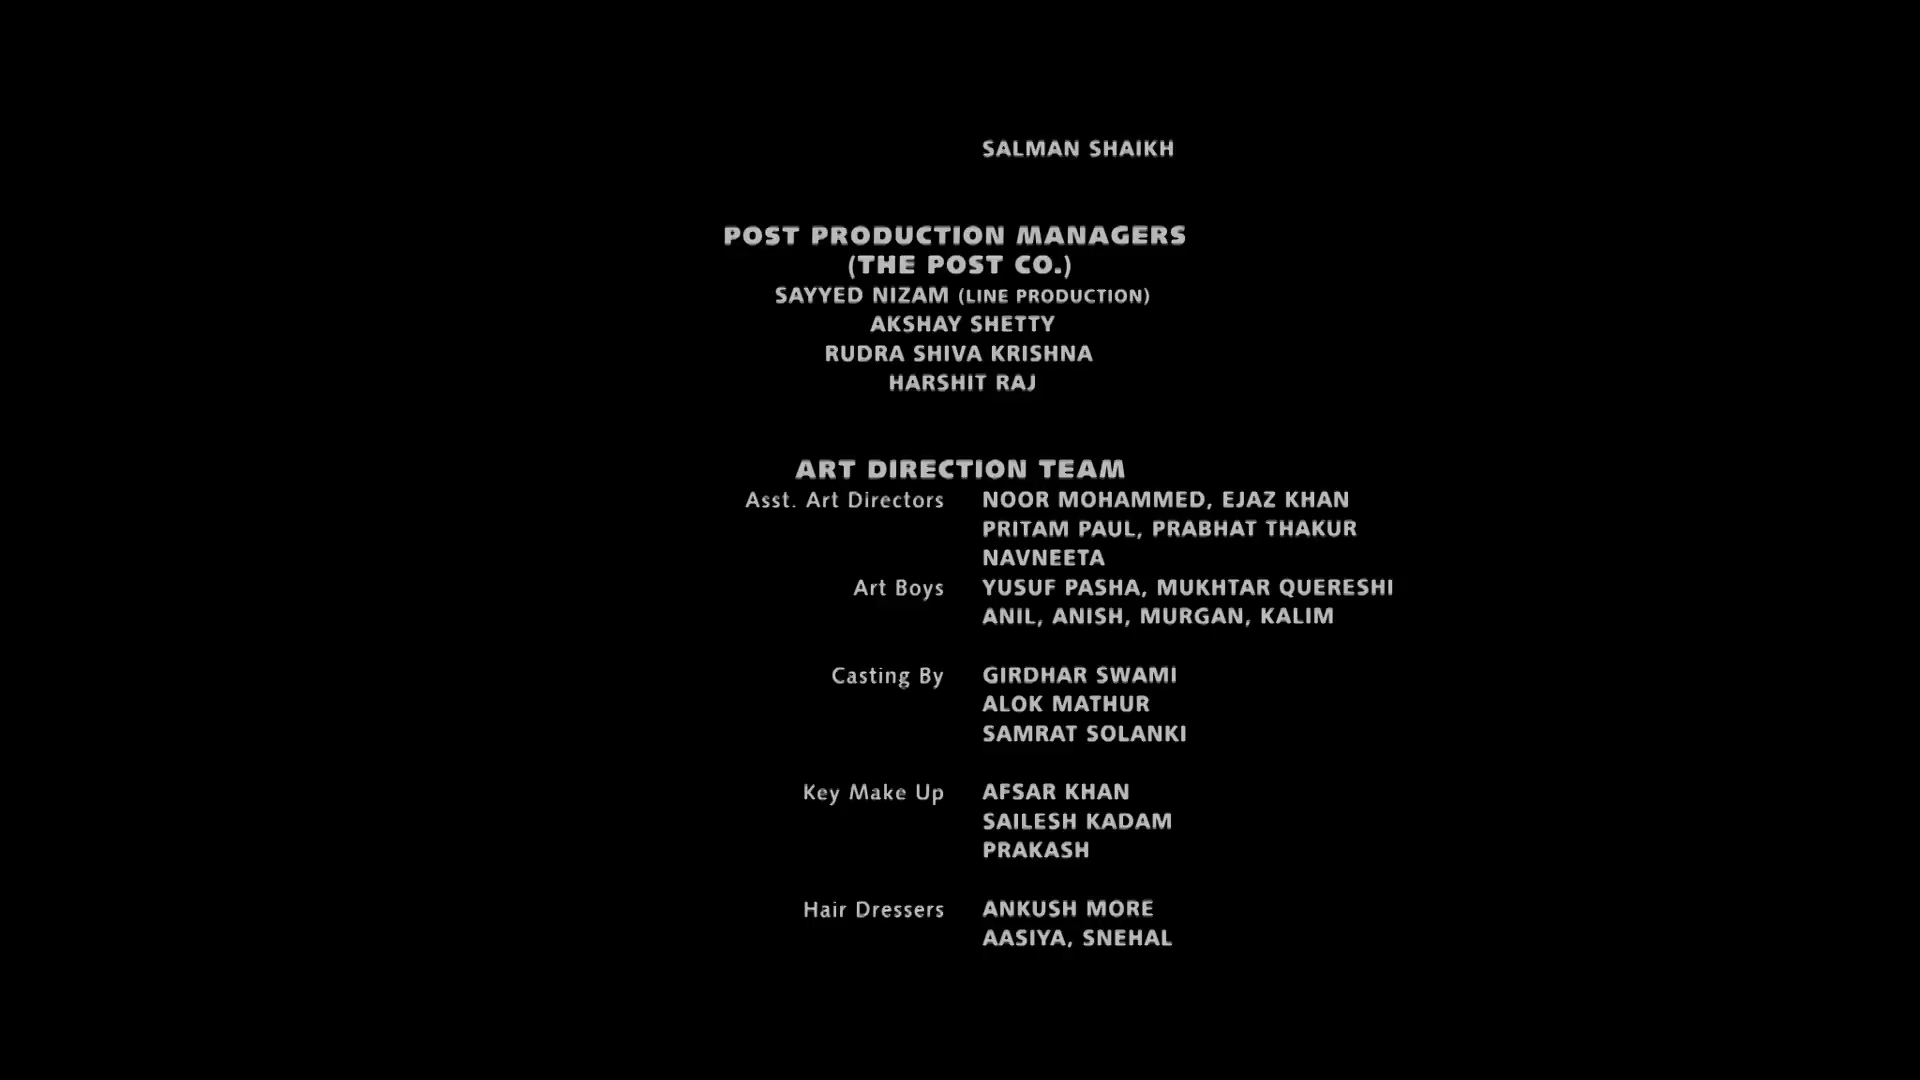 SALMAN SHAIKH
POST PRODUCTION MANAGERS
(THE POST CO.)
SAYYED NIZAM (LINE PRODUCTION)
AKSHAY SHETTY
RUDRA SHIVA KRISHNA
HARSHIT RAJ
ART DIRECTION TEAM
Asst. Art Directors NOOR MOHAMMED, EJAZ KHAN
PRITAM PAUL, PRABHAT THAKUR
NAVNEETA
Art Boys YUSUF PASHA, MUKHTAR QUERESHI
ANIL, ANISH, MURGAN, KALIM
Casting By GIRDHAR SWAMI
ALOK MATHUR
SAMRAT SOLANKI
Key Make Up AFSAR KHAN
SAILESH KADAM
PRAKASH
Hair Dressers ANKUSH MORE
AASIYA, SNEHAL